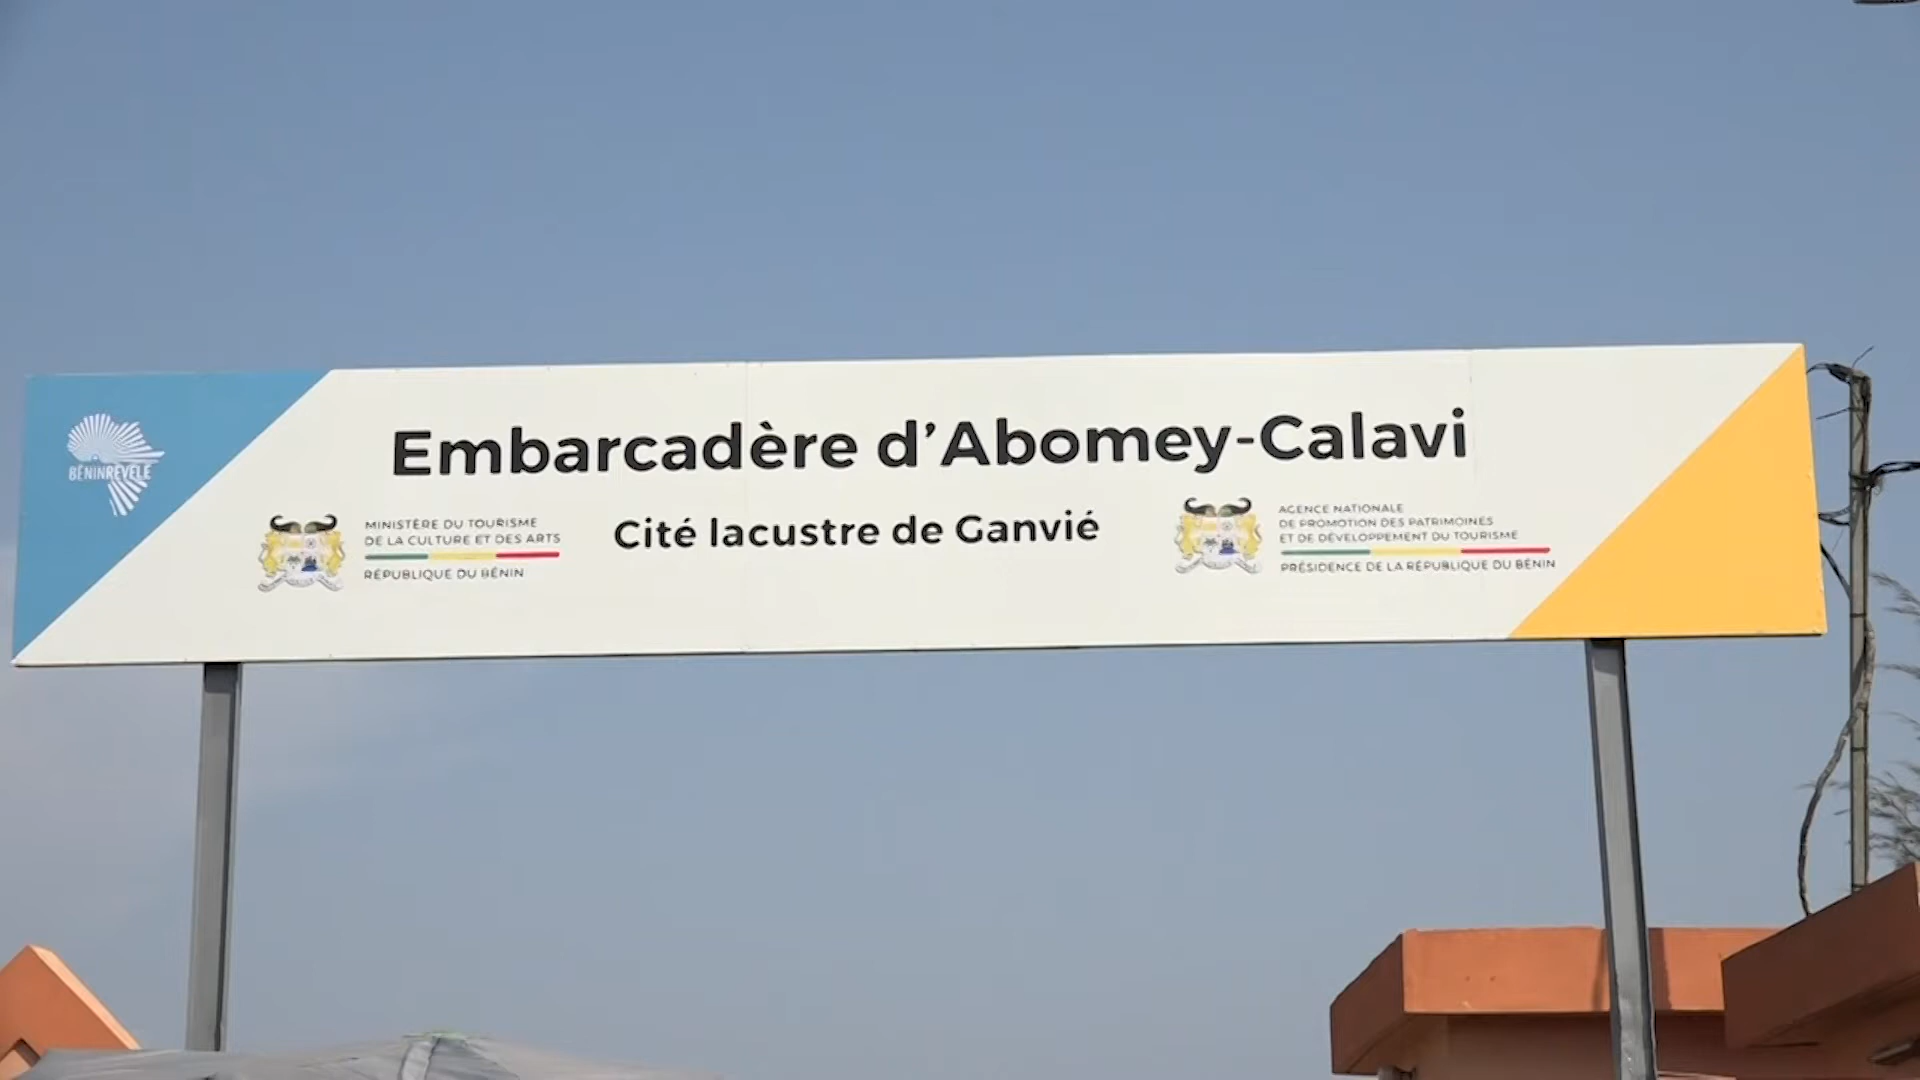 Embarcadère d'Abomey-Calavi
Cité lacustre de Ganvié
BÉNINRÉVÉLÉ
MINISTÈRE DU TOURISME
DE LA CULTURE ET DES ARTS
RÉPUBLIQUE DU BÉNIN
AGENCE NATIONALE
DE PROMOTION DES PATRIMOINES
ET DE DÉVELOPPEMENT DU TOURISME
PRÉSIDENCE DE LA RÉPUBLIQUE DU BÉNIN